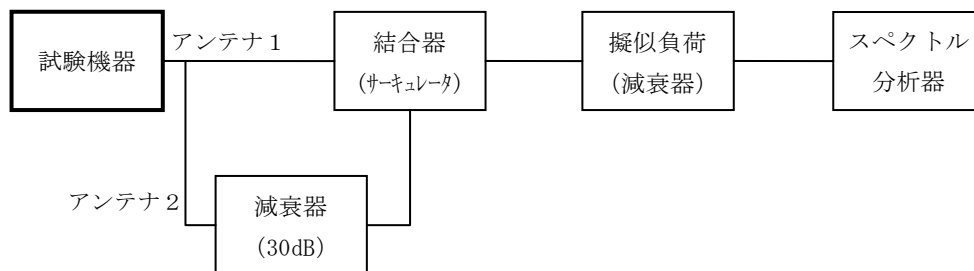 試験機器
アンテナ１
結合器
(ｻｰｷｭﾚｰﾀ)
擬似負荷
(減衰器)
スペクトル
分析器
アンテナ２
減衰器
(30dB)